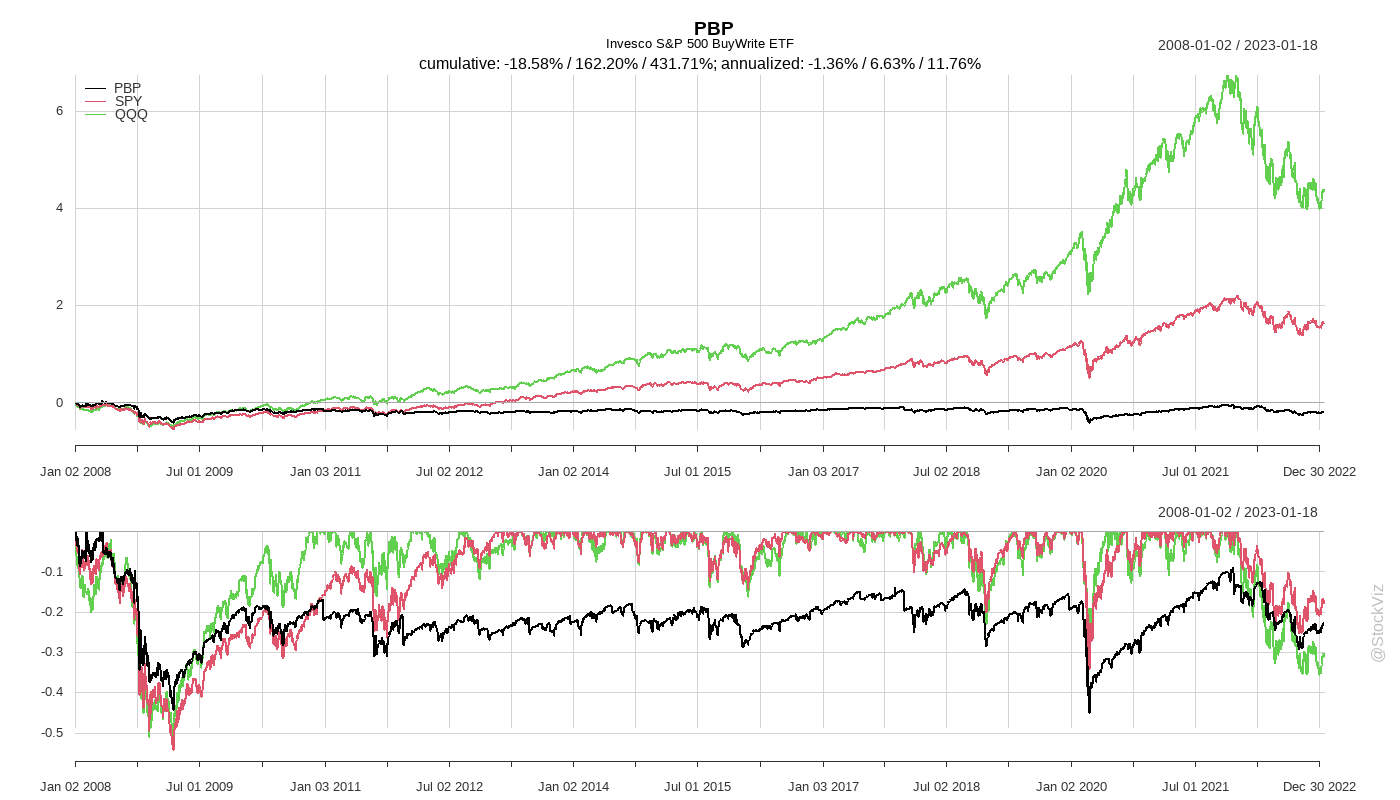 PBP
Invesco S&P 500 BuyWrite ETF
2008-01-02 / 2023-01-18
cumulative: -18.58% / 162.20% / 431.71%; annualized: -1.36% / 6.63% / 11.76%
PBP
SPY
QQQ
6
4
2
0
Jan 02 2008 Jul 01 2009 Jan 03 2011 Jul 02 2012 Jan 02 2014 Jul 01 2015 Jan 03 2017 Jul 02 2018 Jan 02 2020 Jul 01 2021 Dec 30 2022
2008-01-02 / 2023-01-18
-0.1
-0.2
-0.3
-0.4
-0.5
Jan 02 2008 Jul 01 2009 Jan 03 2011 Jul 02 2012 Jan 02 2014 Jul 01 2015 Jan 03 2017 Jul 02 2018 Jan 02 2020 Jul 01 2021 Dec 30 2022
@StockViz